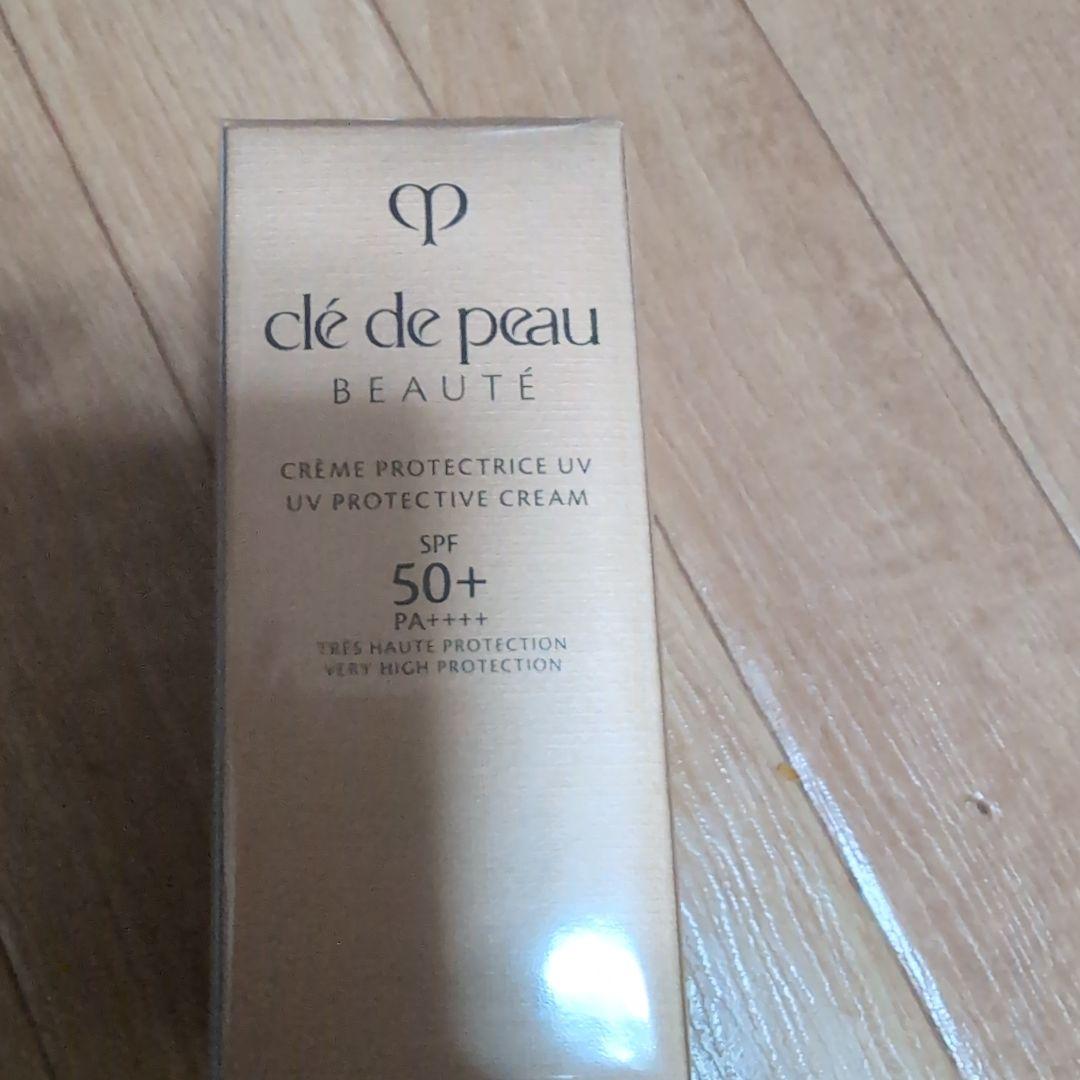 clé de peau
BEAUTÉ
CRÈME PROTECTRICE UV
UV PROTECTIVE CREAM
SPF
50+
PA++++
TRÈS HAUTE PROTECTION
VERY HIGH PROTECTION